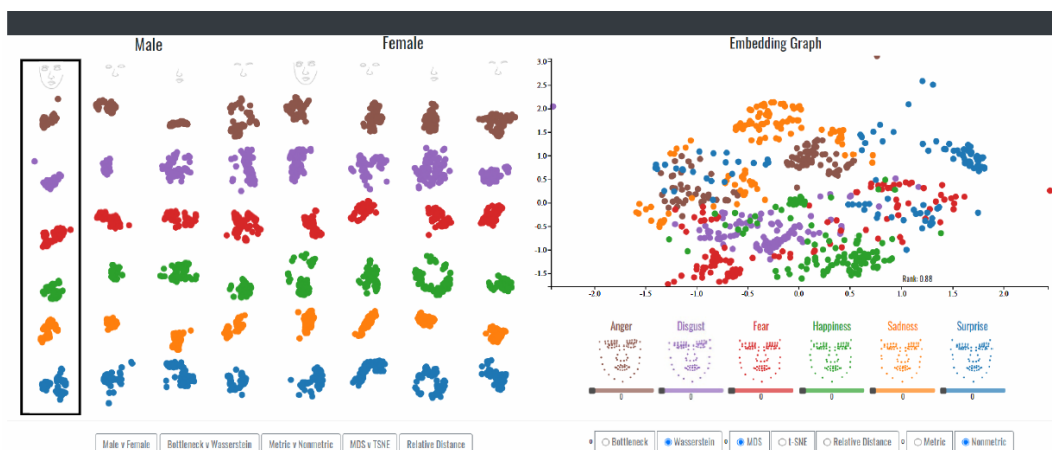 Male Female Embedding Graph
3.0
2.5
2.0
1.5
1.0
0.5
0.0
-0.5
-1.0
-1.5
Rank: 0.88
-2.0 -1.5 -1.0 -0.5 0.0 0.5 1.0 1.5 2.0
Anger Disgust Fear Happiness Sadness Surprise
0 0 0 0 0 0
Male v Female Bottleneck v Wasserstein Metric v Nonmetric MDS v TSNE Relative Distance
0 Bottleneck Wasserstein 0 MDS t-SNE Relative Distance 0 Metric Nonmetric